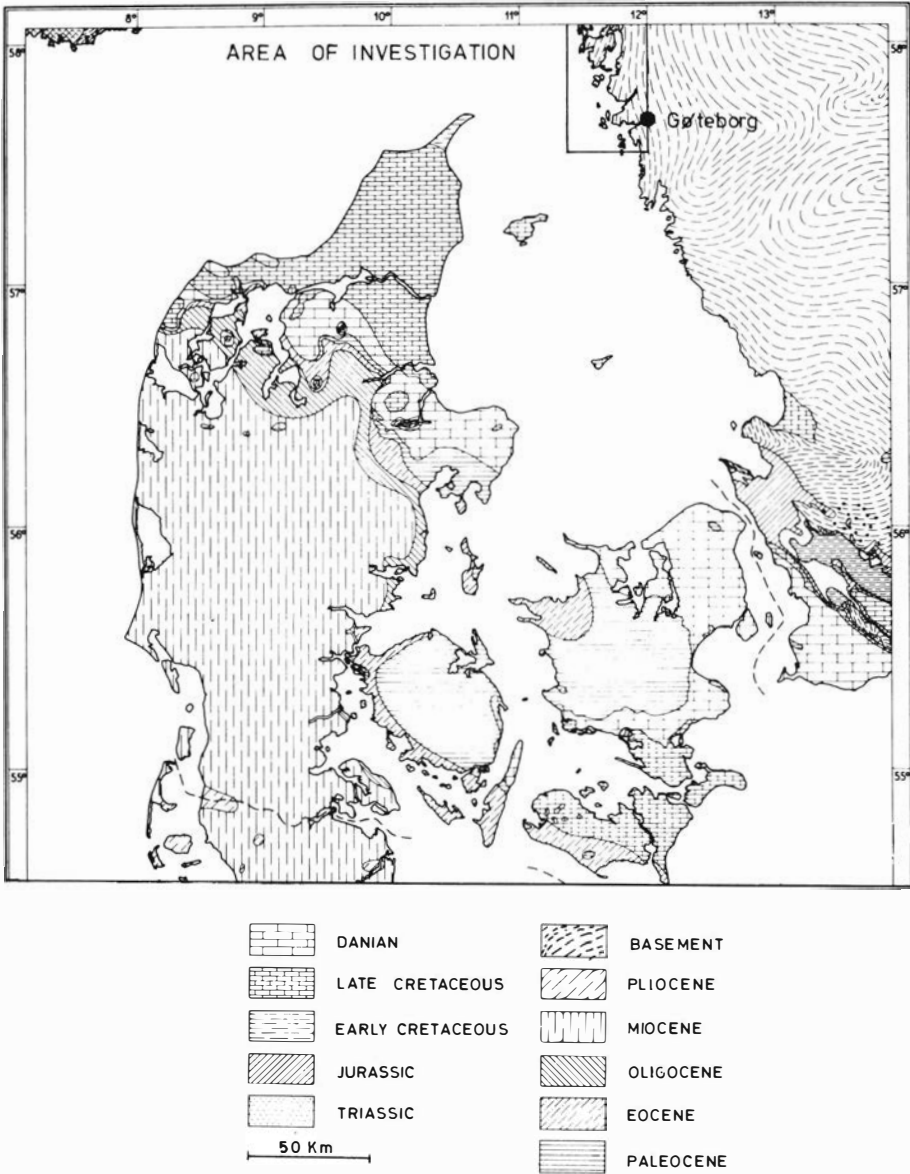 8° 9° 10° 11° 12° 13°
58° 58°
AREA OF INVESTIGATION
Gøteborg
57° 57°
56° 56°
55° 55°
DANIAN
LATE CRETACEOUS
EARLY CRETACEOUS
JURASSIC
TRIASSIC
50 Km
BASEMENT
PLIOCENE
MIOCENE
OLIGOCENE
EOCENE
PALEOCENE